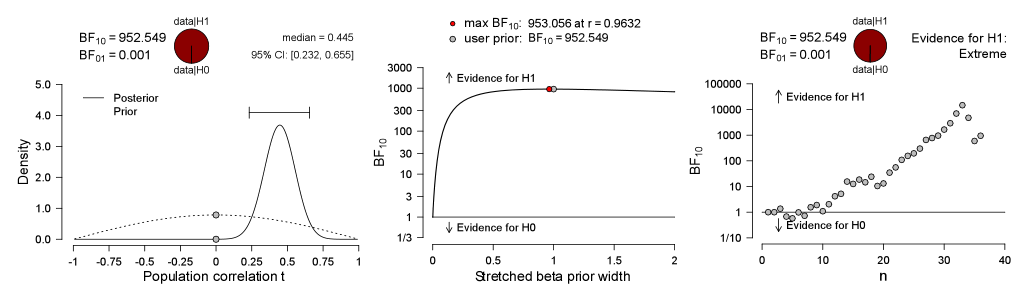 data|H1
BF10 = 952.549
BF01 = 0.001
data|H0
median = 0.445
95% CI: [0.232, 0.655]
Posterior
Prior
5.0
4.0
3.0
2.0
1.0
0.0
Density
-1 -0.75 -0.5 -0.25 0 0.25 0.5 0.75 1
Population correlation t
max BF10: 953.056 at r = 0.9632
user prior: BF10 = 952.549
3000
1000
300
100
30
10
3
1
1/3
BF10
↑ Evidence for H1
↓ Evidence for H0
0 0.5 1 1.5 2
Stretched beta prior width
data|H1
BF10 = 952.549
BF01 = 0.001
data|H0
Evidence for H1:
Extreme
100000
10000
1000
100
10
1
1/10
BF10
↑ Evidence for H1
↓ Evidence for H0
0 10 20 30 40
n